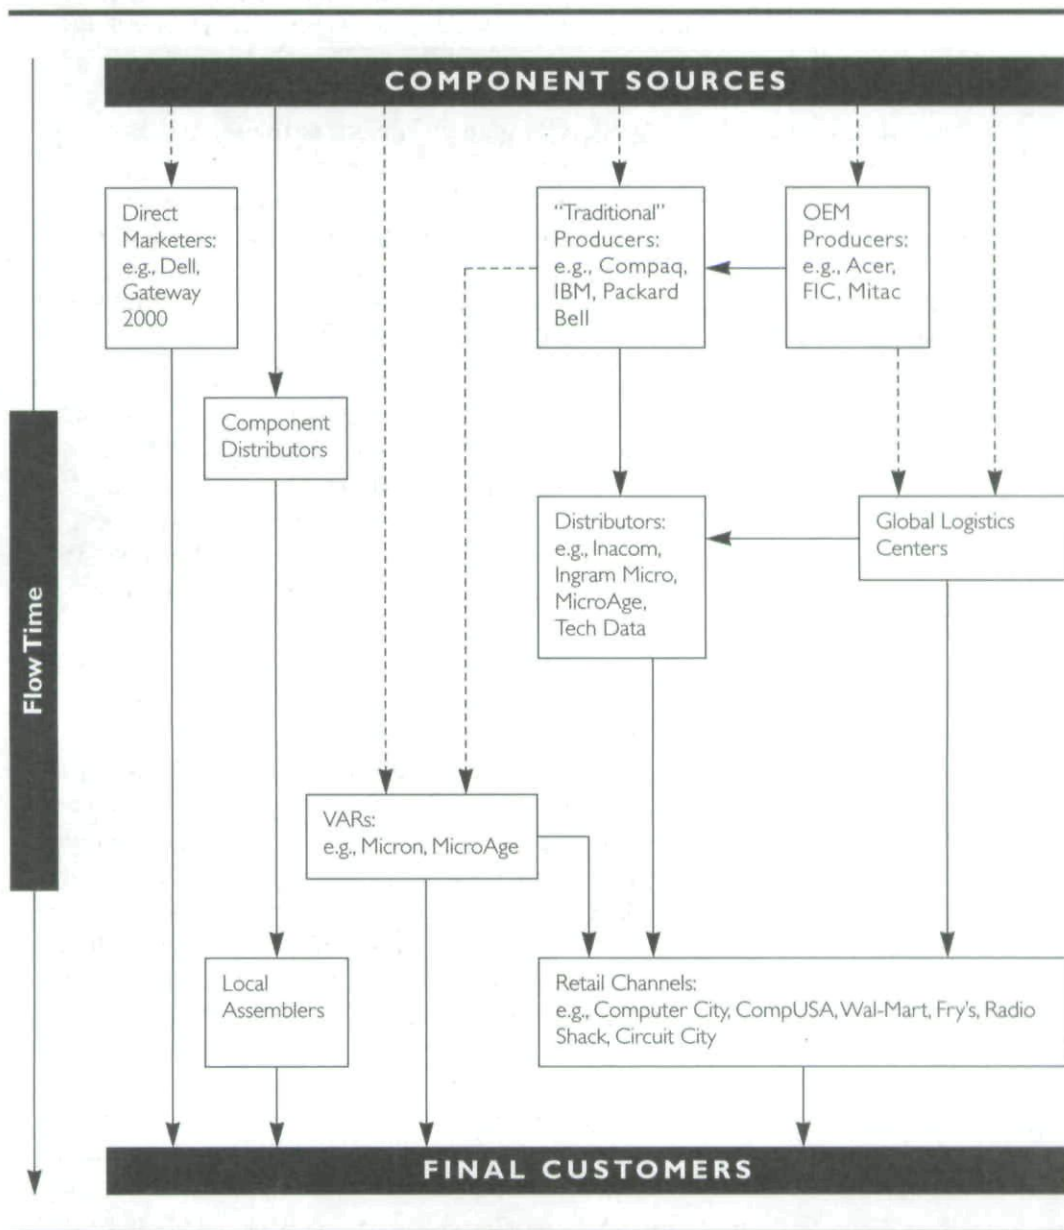 COMPONENT SOURCES
Direct
Marketers:
e.g., Dell,
Gateway
2000
"Traditional"
Producers:
e.g., Compaq,
IBM, Packard
Bell
OEM
Producers:
e.g., Acer,
FIC, Mitac
Component
Distributors
Distributors:
e.g., Inacom,
Ingram Micro,
MicroAge,
Tech Data
Global Logistics
Centers
Flow Time
VARs:
e.g., Micron, MicroAge
Local
Assemblers
Retail Channels:
e.g., Computer City, CompUSA, Wal-Mart, Fry's, Radio
Shack, Circuit City
FINAL CUSTOMERS